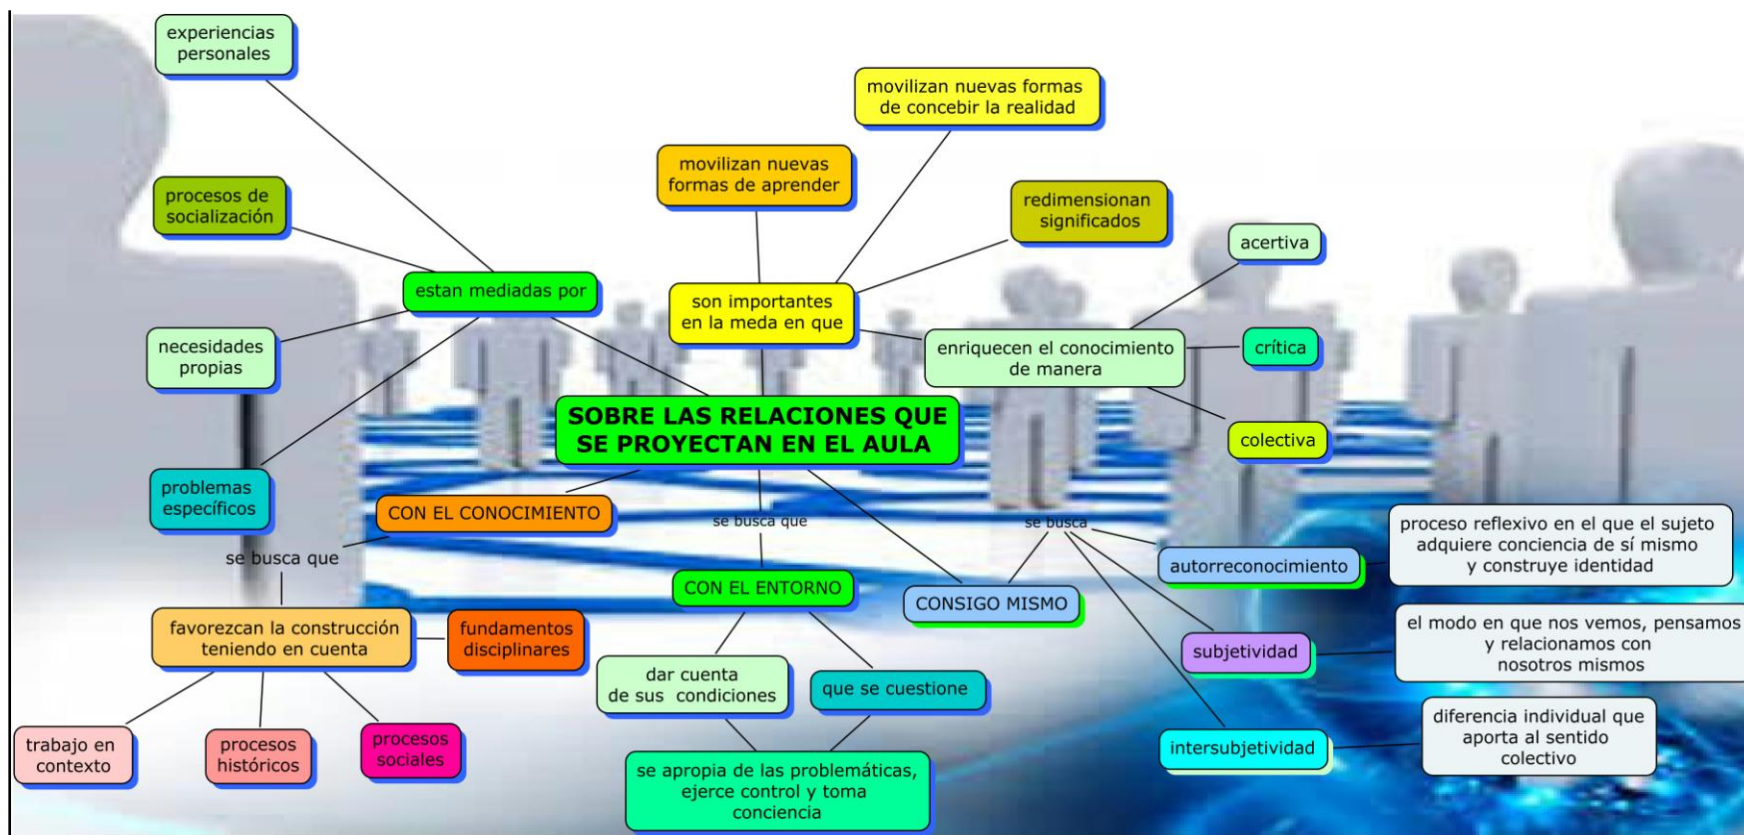 experiencias
personales
movilizan nuevas formas
de concebir la realidad
movilizan nuevas
formas de aprender
procesos de
socialización
redimensionan
significados
acertiva
estan mediadas por
son importantes
en la meda en que
necesidades
propias
enriquecen el conocimiento
de manera
crítica
SOBRE LAS RELACIONES QUE
SE PROYECTAN EN EL AULA
colectiva
problemas
específicos
CON EL CONOCIMIENTO
se busca que
se busca
proceso reflexivo en el que el sujeto
adquiere conciencia de sí mismo
y construye identidad
se busca que
autorreconocimiento
CON EL ENTORNO
CONSIGO MISMO
favorezcan la construcción
teniendo en cuenta
fundamentos
disciplinares
el modo en que nos vemos, pensamos
y relacionamos con
nosotros mismos
subjetividad
dar cuenta
de sus condiciones
que se cuestione
trabajo en
contexto
procesos
históricos
procesos
sociales
intersubjetividad
diferencia individual que
aporta al sentido
colectivo
se apropia de las problemáticas,
ejerce control y toma
conciencia